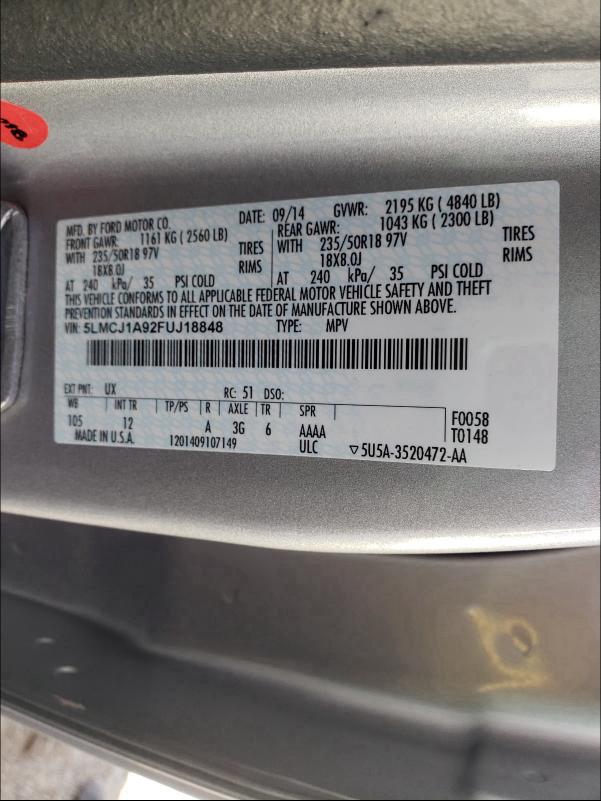 MFD. BY FORD MOTOR CO. DATE: 09/14 GVWR: 2195 KG ( 4840 LB)
FRONT GAWR: 1161 KG ( 2560 LB) REAR GAWR: 1043 KG ( 2300 LB)
WITH 235/50R18 97V TIRES WITH 235/50R18 97V TIRES
18X8.0J RIMS 18X8.0J RIMS
AT 240 kPa/ 35 PSI COLD AT 240 kPa/ 35 PSI COLD
THIS VEHICLE CONFORMS TO ALL APPLICABLE FEDERAL MOTOR VEHICLE SAFETY AND THEFT
PREVENTION STANDARDS IN EFFECT ON THE DATE OF MANUFACTURE SHOWN ABOVE.
VIN: 5LMCJ1A92FUJ18848 TYPE: MPV
EXT PNT: UX RC: 51 DSO:
WB INT TR TP/PS R AXLE TR SPR F0058
105 12 A 3G 6 AAAA T0148
MADE IN U.S.A. 1201409107149 ULC ▽5U5A-3520472-AA